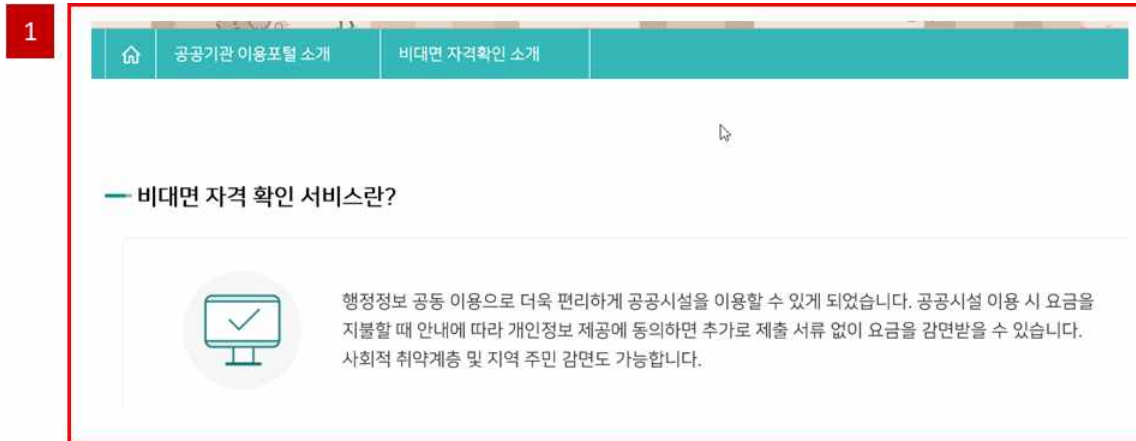 1
공공기관 이용포털 소개 비대면 자격확인 소개
비대면 자격 확인 서비스란?
행정정보 공동 이용으로 더욱 편리하게 공공시설을 이용할 수 있게 되었습니다. 공공시설 이용 시 요금을
지불할 때 안내에 따라 개인정보 제공에 동의하면 추가로 제출 서류 없이 요금을 감면받을 수 있습니다.
사회적 취약계층 및 지역 주민 감면도 가능합니다.